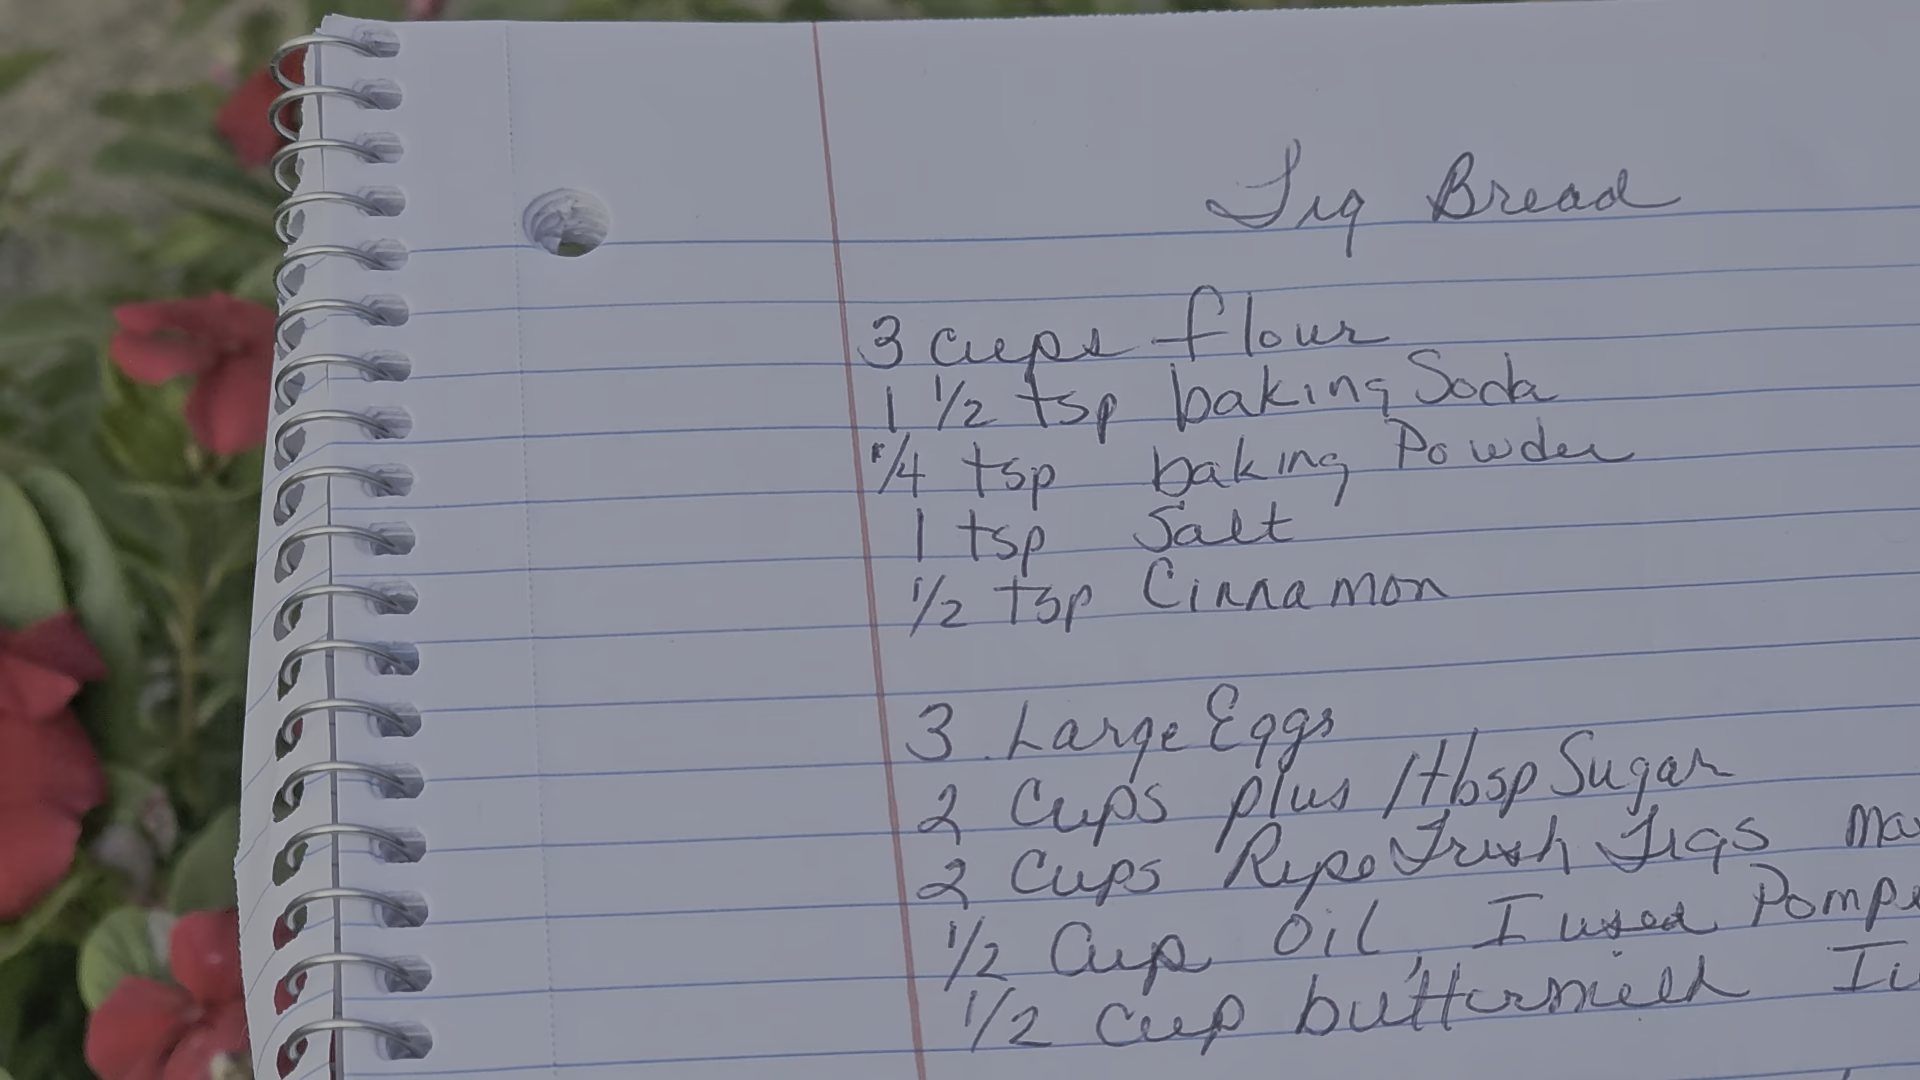 Fig Bread
3 cups flour
1 1/2 tsp baking Soda
1/4 tsp baking Powder
1 tsp Salt
1/2 tsp Cinnamon
3 Large Eggs
2 Cups plus 1 tbsp Sugar
2 Cups Ripe Fresh Figs
1/2 Cup Oil, I used
1/2 Cup buttermilk